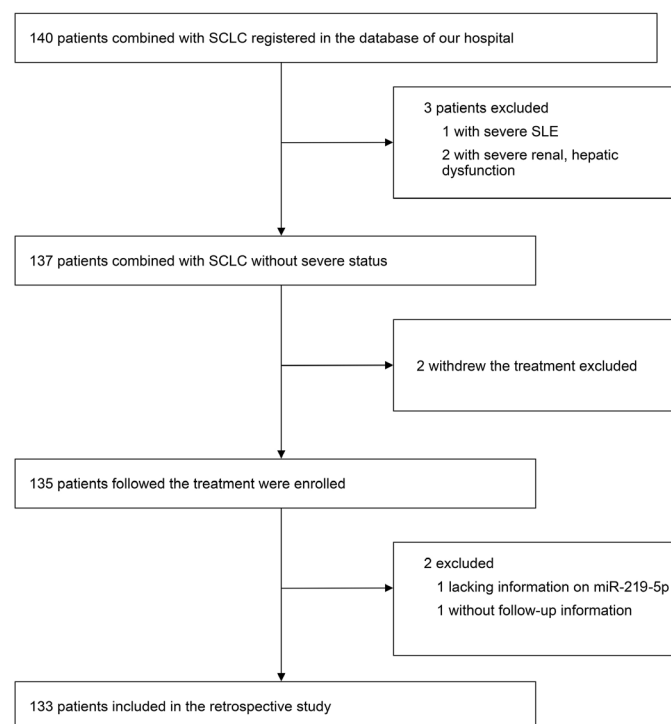 140 patients combined with SCLC registered in the database of our hospital
3 patients excluded
1 with severe SLE
2 with severe renal, hepatic
dysfunction
137 patients combined with SCLC without severe status
2 withdrew the treatment excluded
135 patients followed the treatment were enrolled
2 excluded
1 lacking information on miR-219-5p
1 without follow-up information
133 patients included in the retrospective study